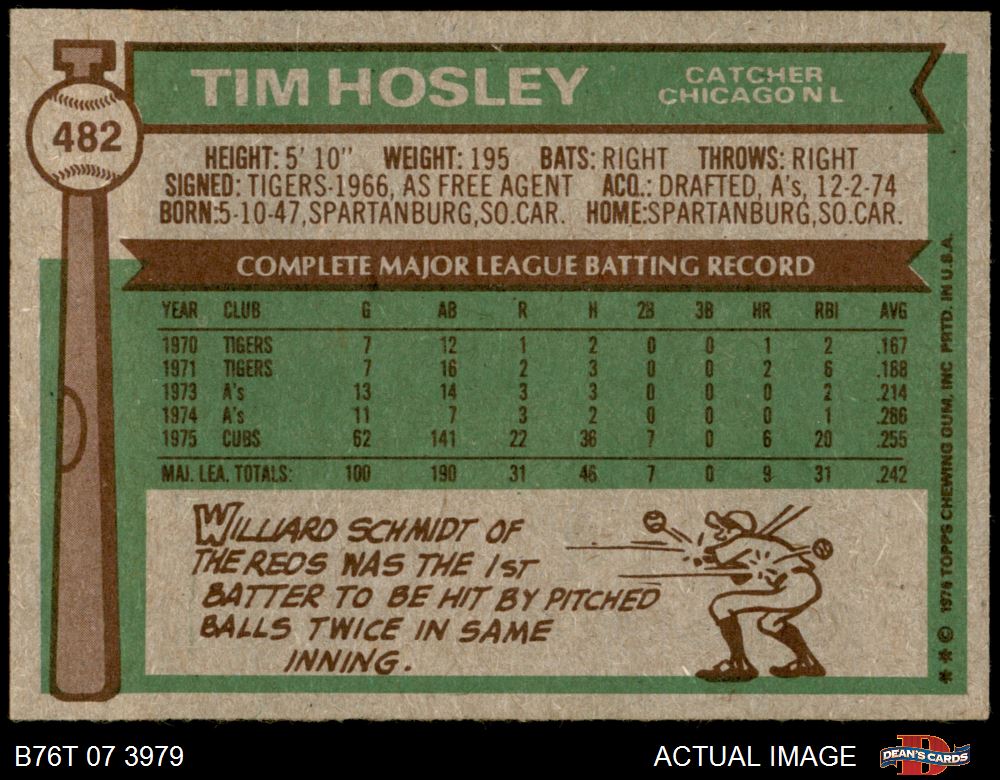 TIM HOSLEY
CATCHER
CHICAGO N L
482
HEIGHT: 5' 10" WEIGHT: 195 BATS: RIGHT THROWS: RIGHT
SIGNED: TIGERS-1966, AS FREE AGENT ACQ.: DRAFTED, A's, 12-2-74
BORN:5-10-47,SPARTANBURG,SO.CAR. HOME:SPARTANBURG,SO.CAR.
COMPLETE MAJOR LEAGUE BATTING RECORD
YEAR CLUB G AB R H 2B 3B HR RBI AVG
1970 TIGERS 7 12 1 2 0 0 1 2 .167
1971 TIGERS 7 16 2 3 0 0 2 6 .188
1973 A's 13 14 3 3 0 0 0 2 .214
1974 A's 11 7 3 2 0 0 0 1 .286
1975 CUBS 62 141 22 36 7 0 6 20 .255
MAJ. LEA. TOTALS: 100 190 31 46 7 0 9 31 .242
WILLIARD SCHMIDT OF
THE REDS WAS THE 1ST
BATTER TO BE HIT BY PITCHED
BALLS TWICE IN SAME
INNING.
* * © 1976 TOPPS CHEWING GUM, INC PRTD. IN U.S.A.
B76T 07 3979
ACTUAL IMAGE
D
DEAN'S CARDS